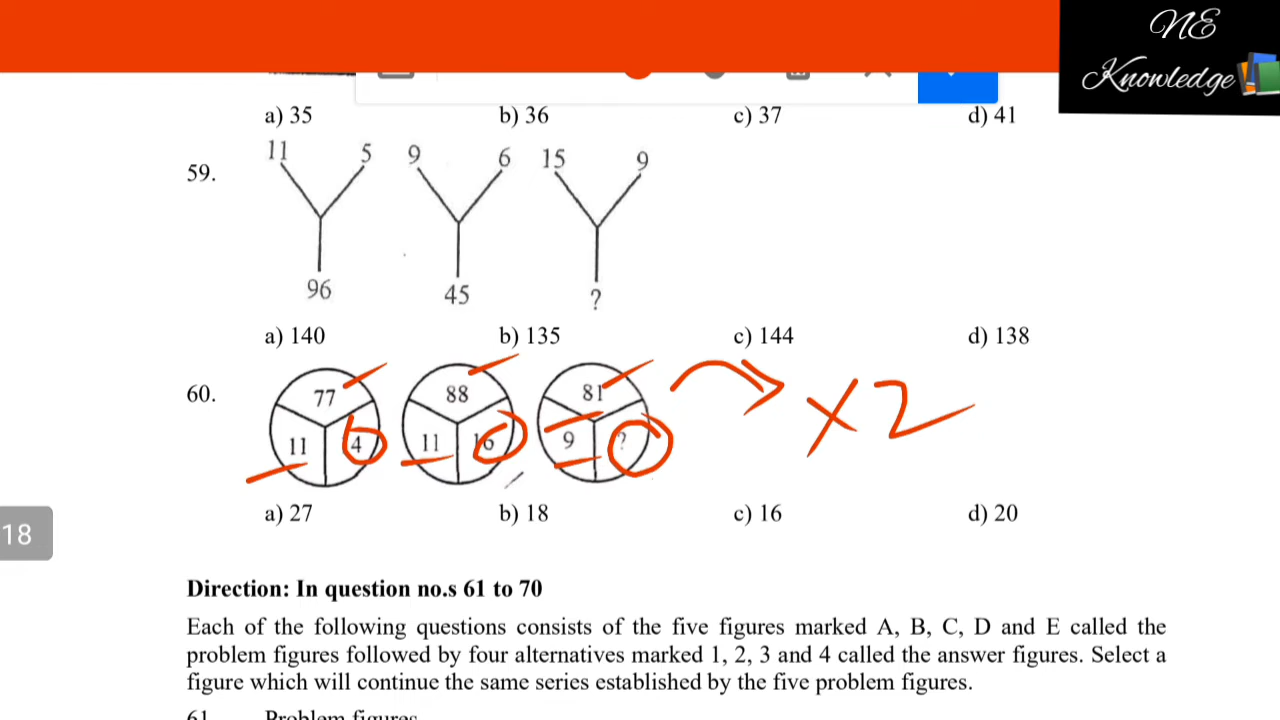 NE
Knowledge
a) 35 b) 36 c) 37 d) 41
59. 11 5 9 6 15 9
96 45 ?
a) 140 b) 135 c) 144 d) 138
60. 77 88 81 ×2
11 4 11 16 9 ?
a) 27 b) 18 c) 16 d) 20
18
Direction: In question no.s 61 to 70
Each of the following questions consists of the five figures marked A, B, C, D and E called the
problem figures followed by four alternatives marked 1, 2, 3 and 4 called the answer figures. Select a
figure which will continue the same series established by the five problem figures.
61. Problem figures